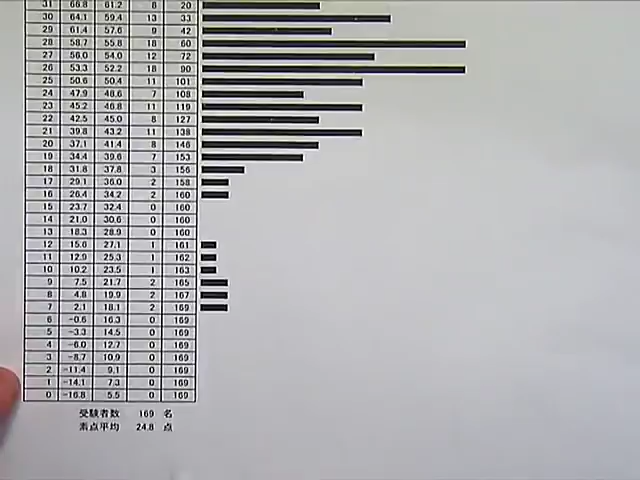 31 66.8 61.2 8 20
30 64.1 59.4 13 33
29 61.4 57.6 9 42
28 58.7 55.8 18 60
27 56.0 54.0 12 72
26 53.3 52.2 18 90
25 50.6 50.4 11 101
24 47.9 48.6 7 108
23 45.2 46.8 11 119
22 42.5 45.0 8 127
21 39.8 43.2 11 138
20 37.1 41.4 8 146
19 34.4 39.6 7 153
18 31.8 37.8 3 156
17 29.1 36.0 2 158
16 26.4 34.2 2 160
15 23.7 32.4 0 160
14 21.0 30.6 0 160
13 18.3 28.9 0 160
12 15.6 27.1 1 161
11 12.9 25.3 1 162
10 10.2 23.5 1 163
9 7.5 21.7 2 165
8 4.8 19.9 2 167
7 2.1 18.1 2 169
6 -0.6 16.3 0 169
5 -3.3 14.5 0 169
4 -6.0 12.7 0 169
3 -8.7 10.9 0 169
2 -11.4 9.1 0 169
1 -14.1 7.3 0 169
0 -16.8 5.5 0 169
受験者数 169 名
素点平均 24.8 点